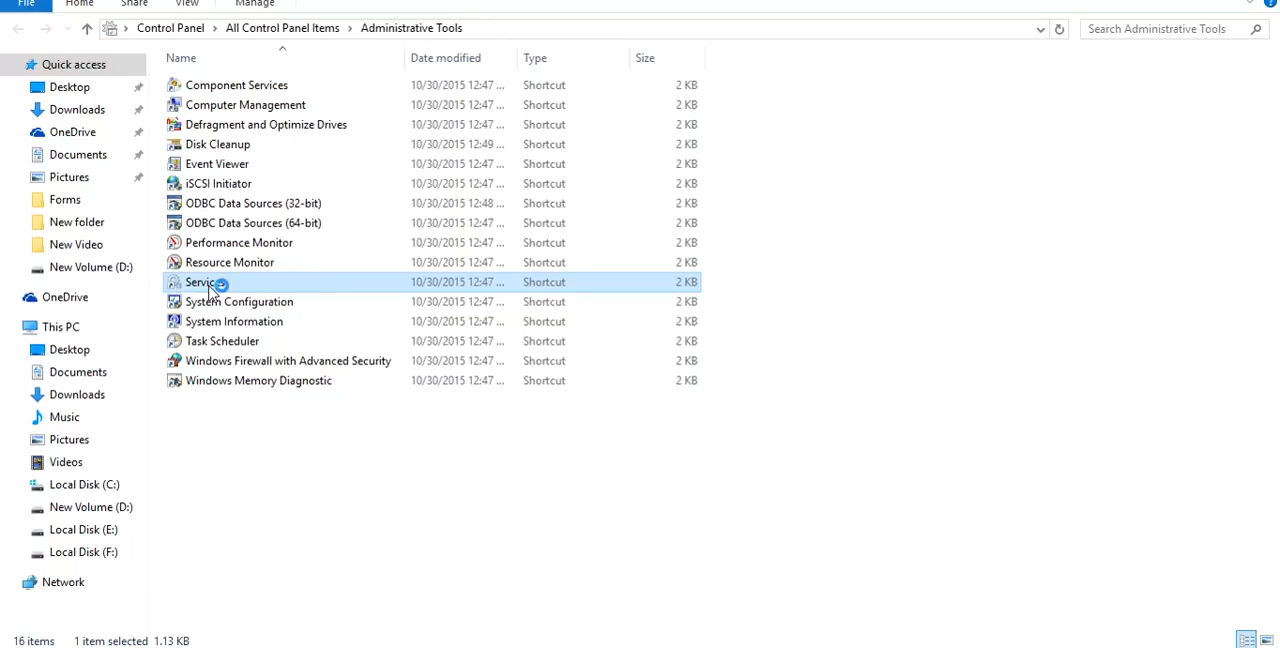 File Home Share View Manage
Control Panel All Control Panel Items Administrative Tools Search Administrative Tools
Name Date modified Type Size
Quick access
Desktop
Downloads
OneDrive
Documents
Pictures
Forms
New folder
New Video
New Volume (D:)
OneDrive
This PC
Desktop
Documents
Downloads
Music
Pictures
Videos
Local Disk (C:)
New Volume (D:)
Local Disk (E:)
Local Disk (F:)
Network
Component Services 10/30/2015 12:47 ... Shortcut 2 KB
Computer Management 10/30/2015 12:47 ... Shortcut 2 KB
Defragment and Optimize Drives 10/30/2015 12:47 ... Shortcut 2 KB
Disk Cleanup 10/30/2015 12:49 ... Shortcut 2 KB
Event Viewer 10/30/2015 12:47 ... Shortcut 2 KB
iSCSI Initiator 10/30/2015 12:47 ... Shortcut 2 KB
ODBC Data Sources (32-bit) 10/30/2015 12:48 ... Shortcut 2 KB
ODBC Data Sources (64-bit) 10/30/2015 12:47 ... Shortcut 2 KB
Performance Monitor 10/30/2015 12:47 ... Shortcut 2 KB
Resource Monitor 10/30/2015 12:47 ... Shortcut 2 KB
Servic 10/30/2015 12:47 ... Shortcut 2 KB
System Configuration 10/30/2015 12:47 ... Shortcut 2 KB
System Information 10/30/2015 12:47 ... Shortcut 2 KB
Task Scheduler 10/30/2015 12:47 ... Shortcut 2 KB
Windows Firewall with Advanced Security 10/30/2015 12:47 ... Shortcut 2 KB
Windows Memory Diagnostic 10/30/2015 12:47 ... Shortcut 2 KB
16 items 1 item selected 1.13 KB